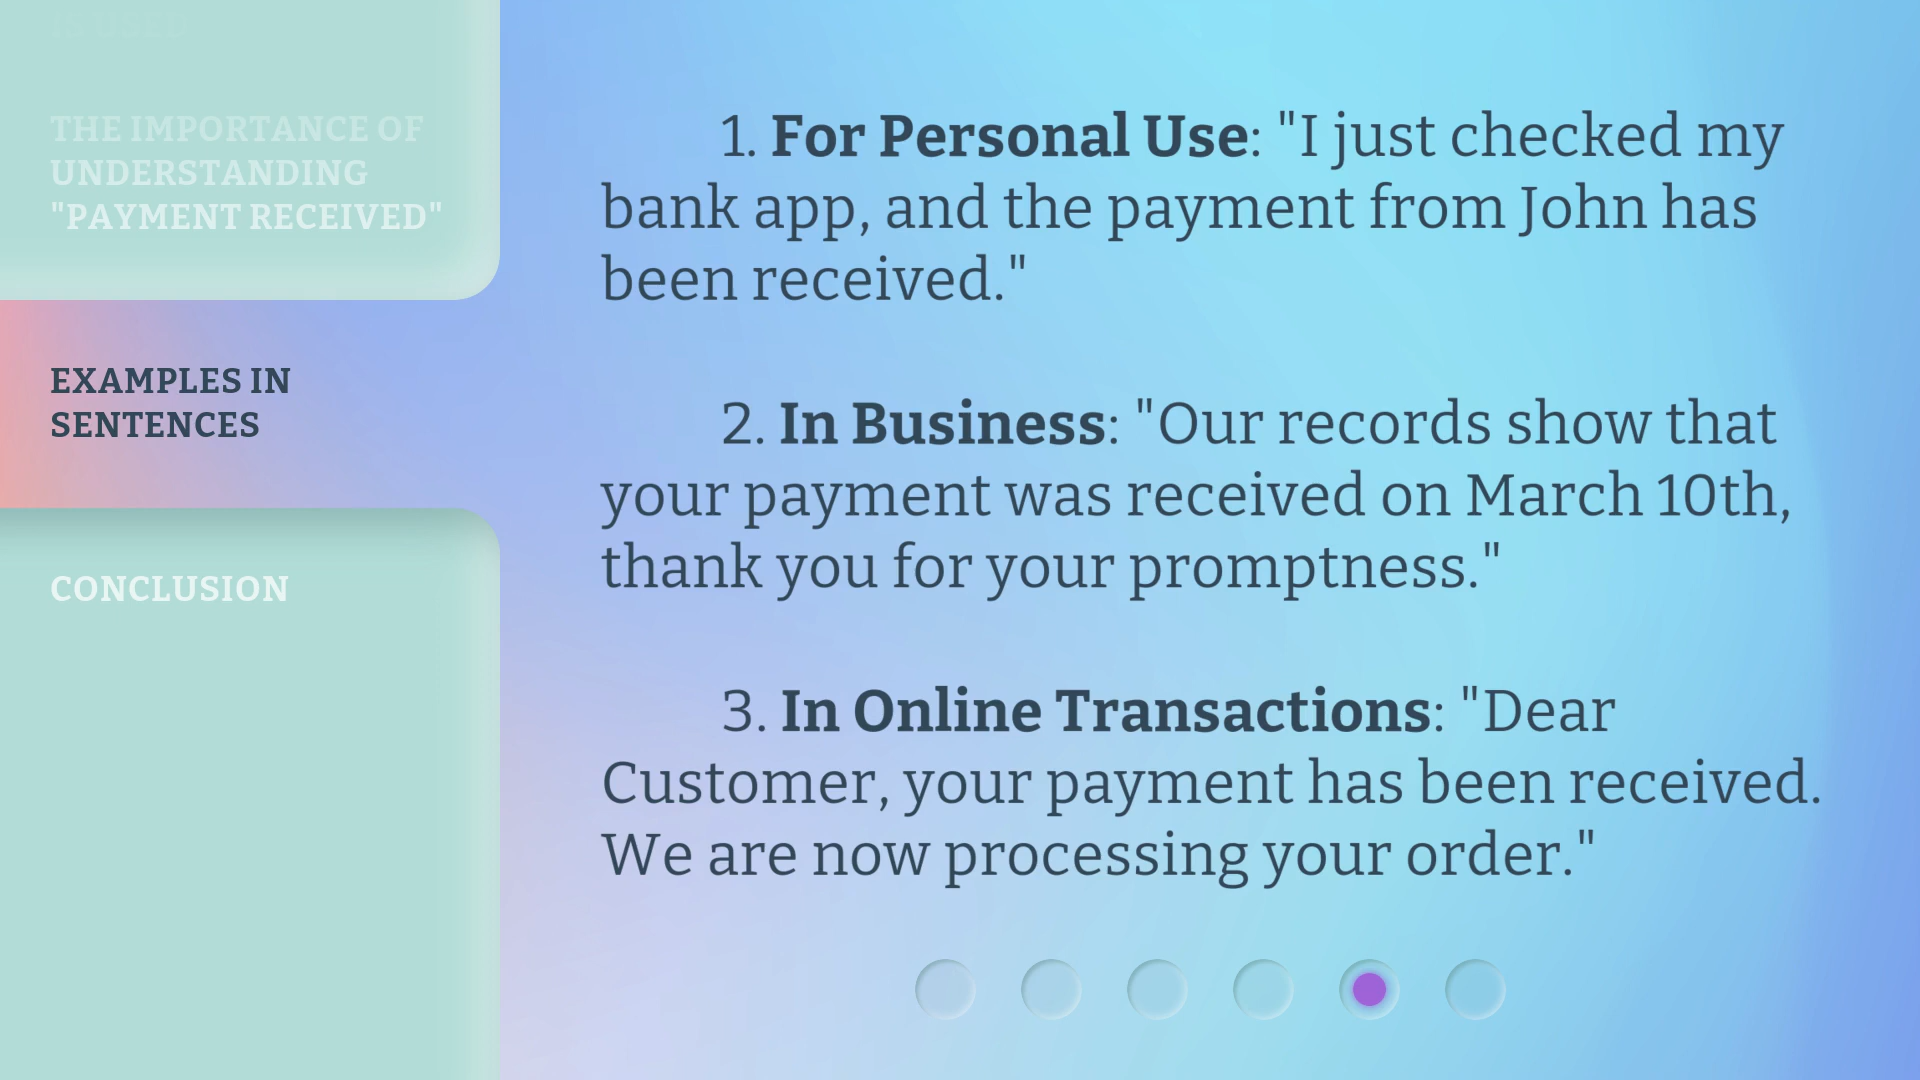 THE IMPORTANCE OF
UNDERSTANDING
"PAYMENT RECEIVED"
EXAMPLES IN
SENTENCES
CONCLUSION
1. For Personal Use: "I just checked my
bank app, and the payment from John has
been received."
2. In Business: "Our records show that
your payment was received on March 10th,
thank you for your promptness."
3. In Online Transactions: "Dear
Customer, your payment has been received.
We are now processing your order."